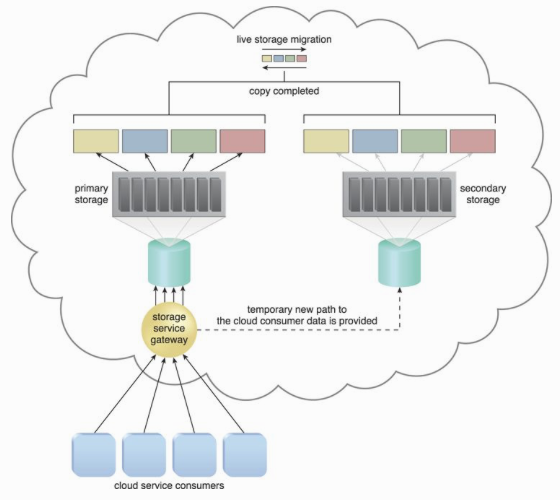 live storage migration
copy completed
primary
storage
secondary
storage
storage
service
gateway
temporary new path to
the cloud consumer data is provided
cloud service consumers